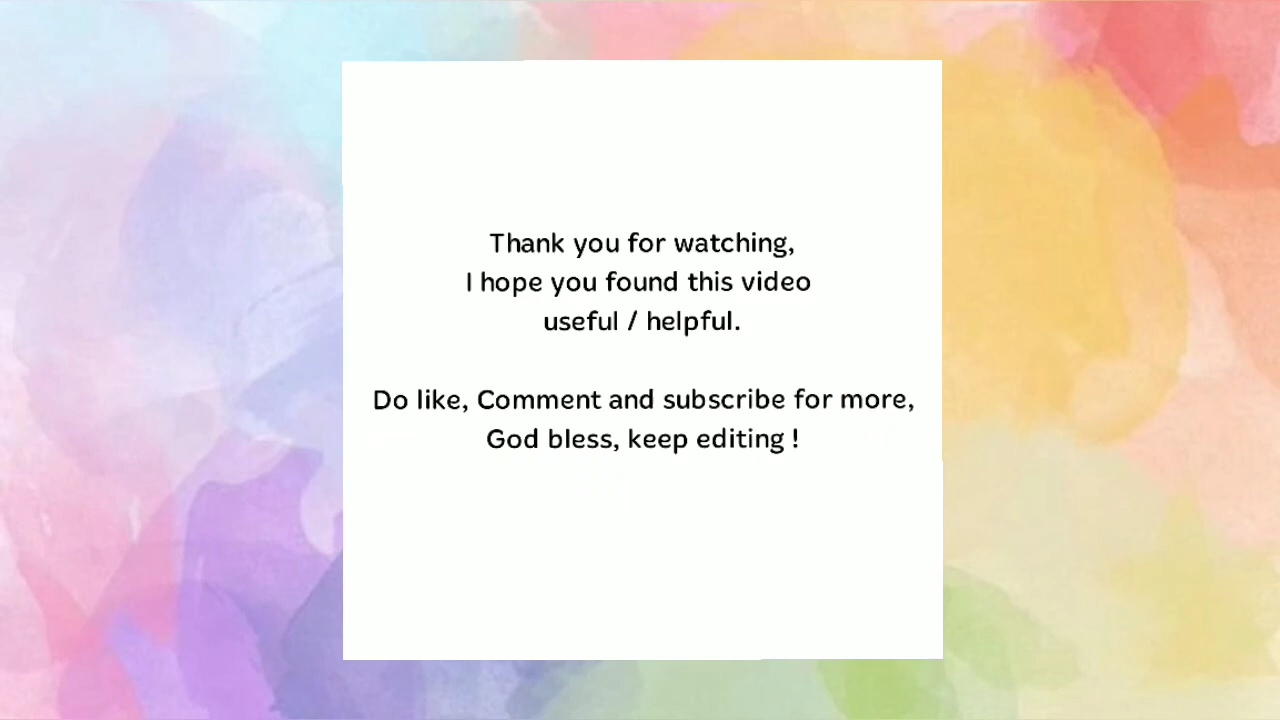 Thank you for watching,
I hope you found this video
useful / helpful.
Do like, Comment and subscribe for more,
God bless, keep editing !